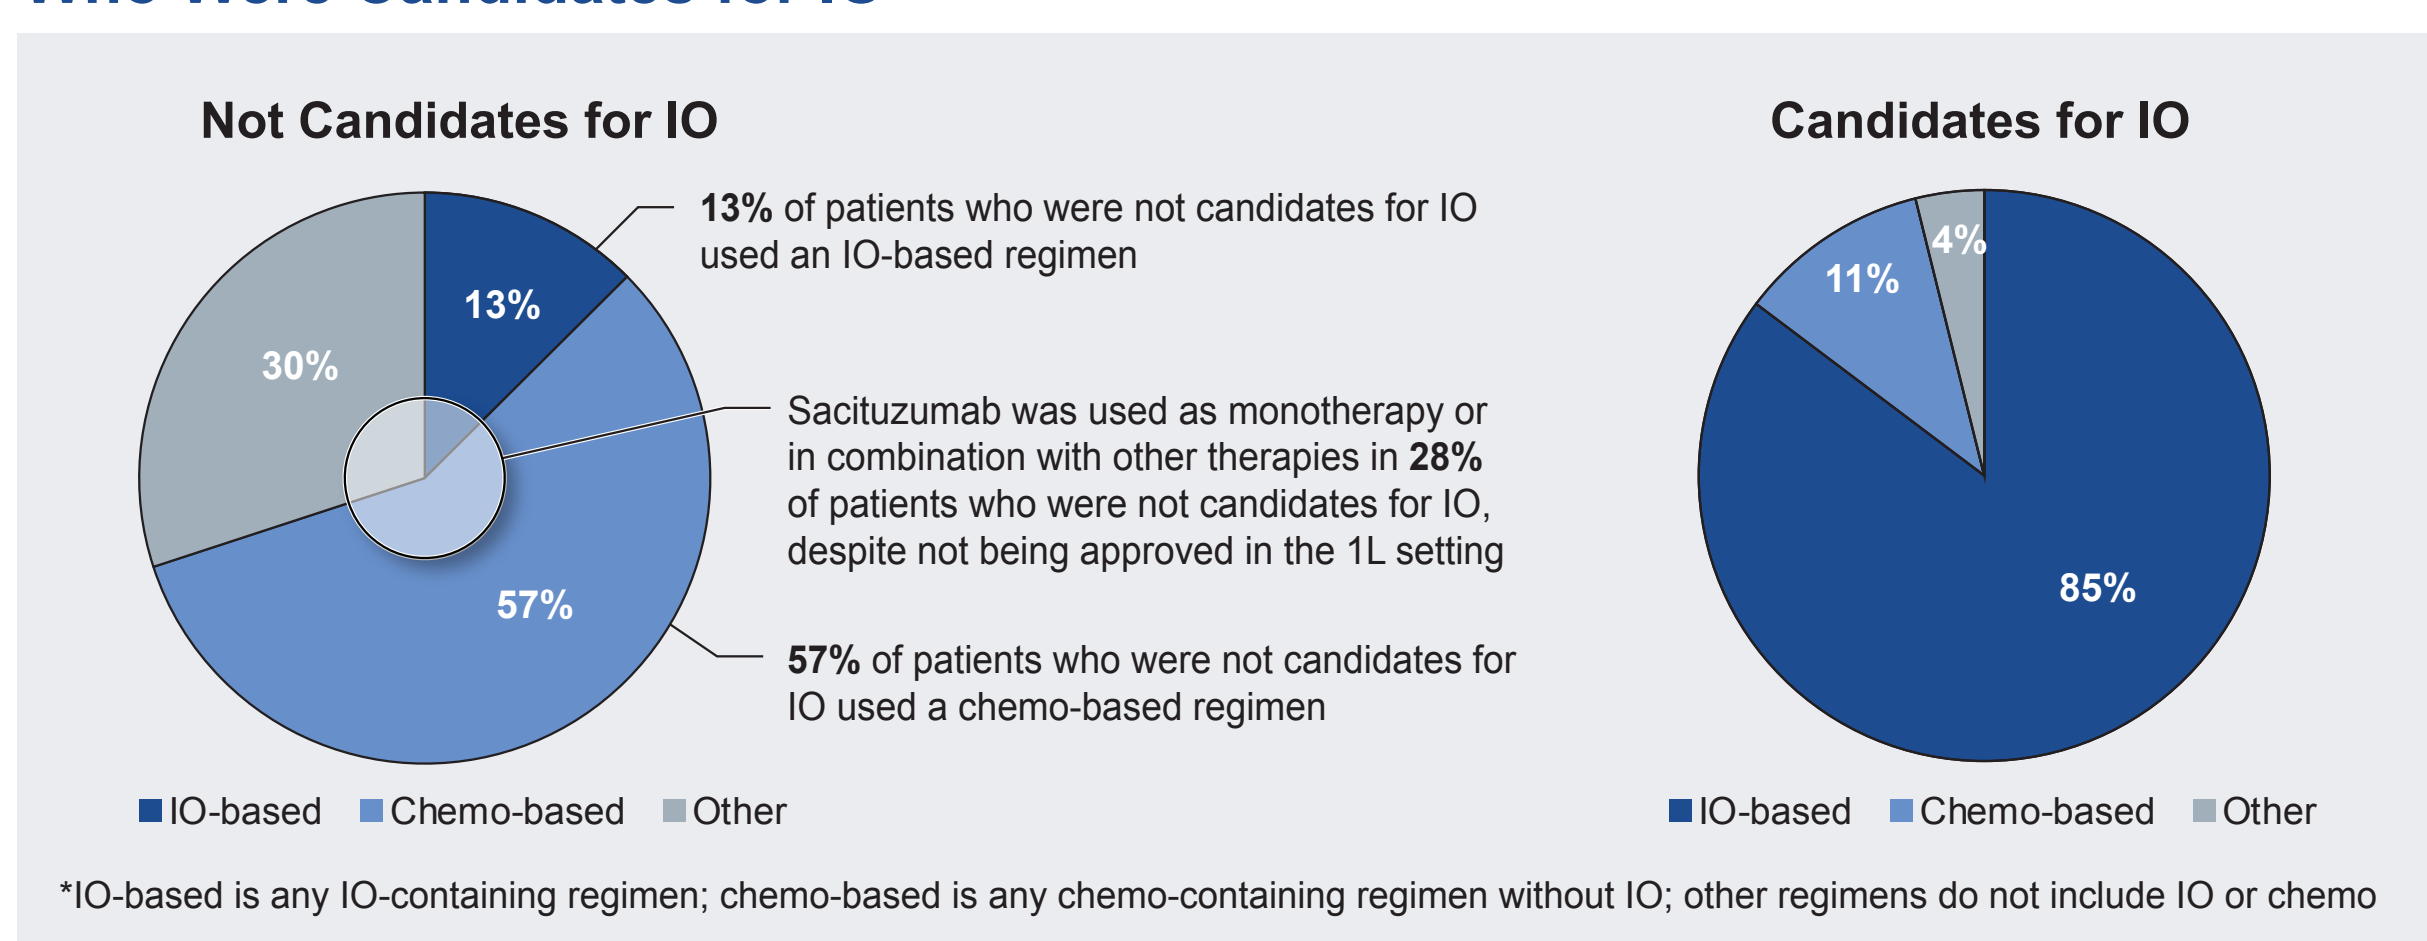 Who Were Candidates for IO
Not Candidates for IO
13%
30%
57%
13% of patients who were not candidates for IO
used an IO-based regimen
Sacituzumab was used as monotherapy or
in combination with other therapies in 28%
of patients who were not candidates for IO,
despite not being approved in the 1L setting
57% of patients who were not candidates for
IO used a chemo-based regimen
IO-based Chemo-based Other
Candidates for IO
4%
11%
85%
IO-based Chemo-based Other
*IO-based is any IO-containing regimen; chemo-based is any chemo-containing regimen without IO; other regimens do not include IO or chemo